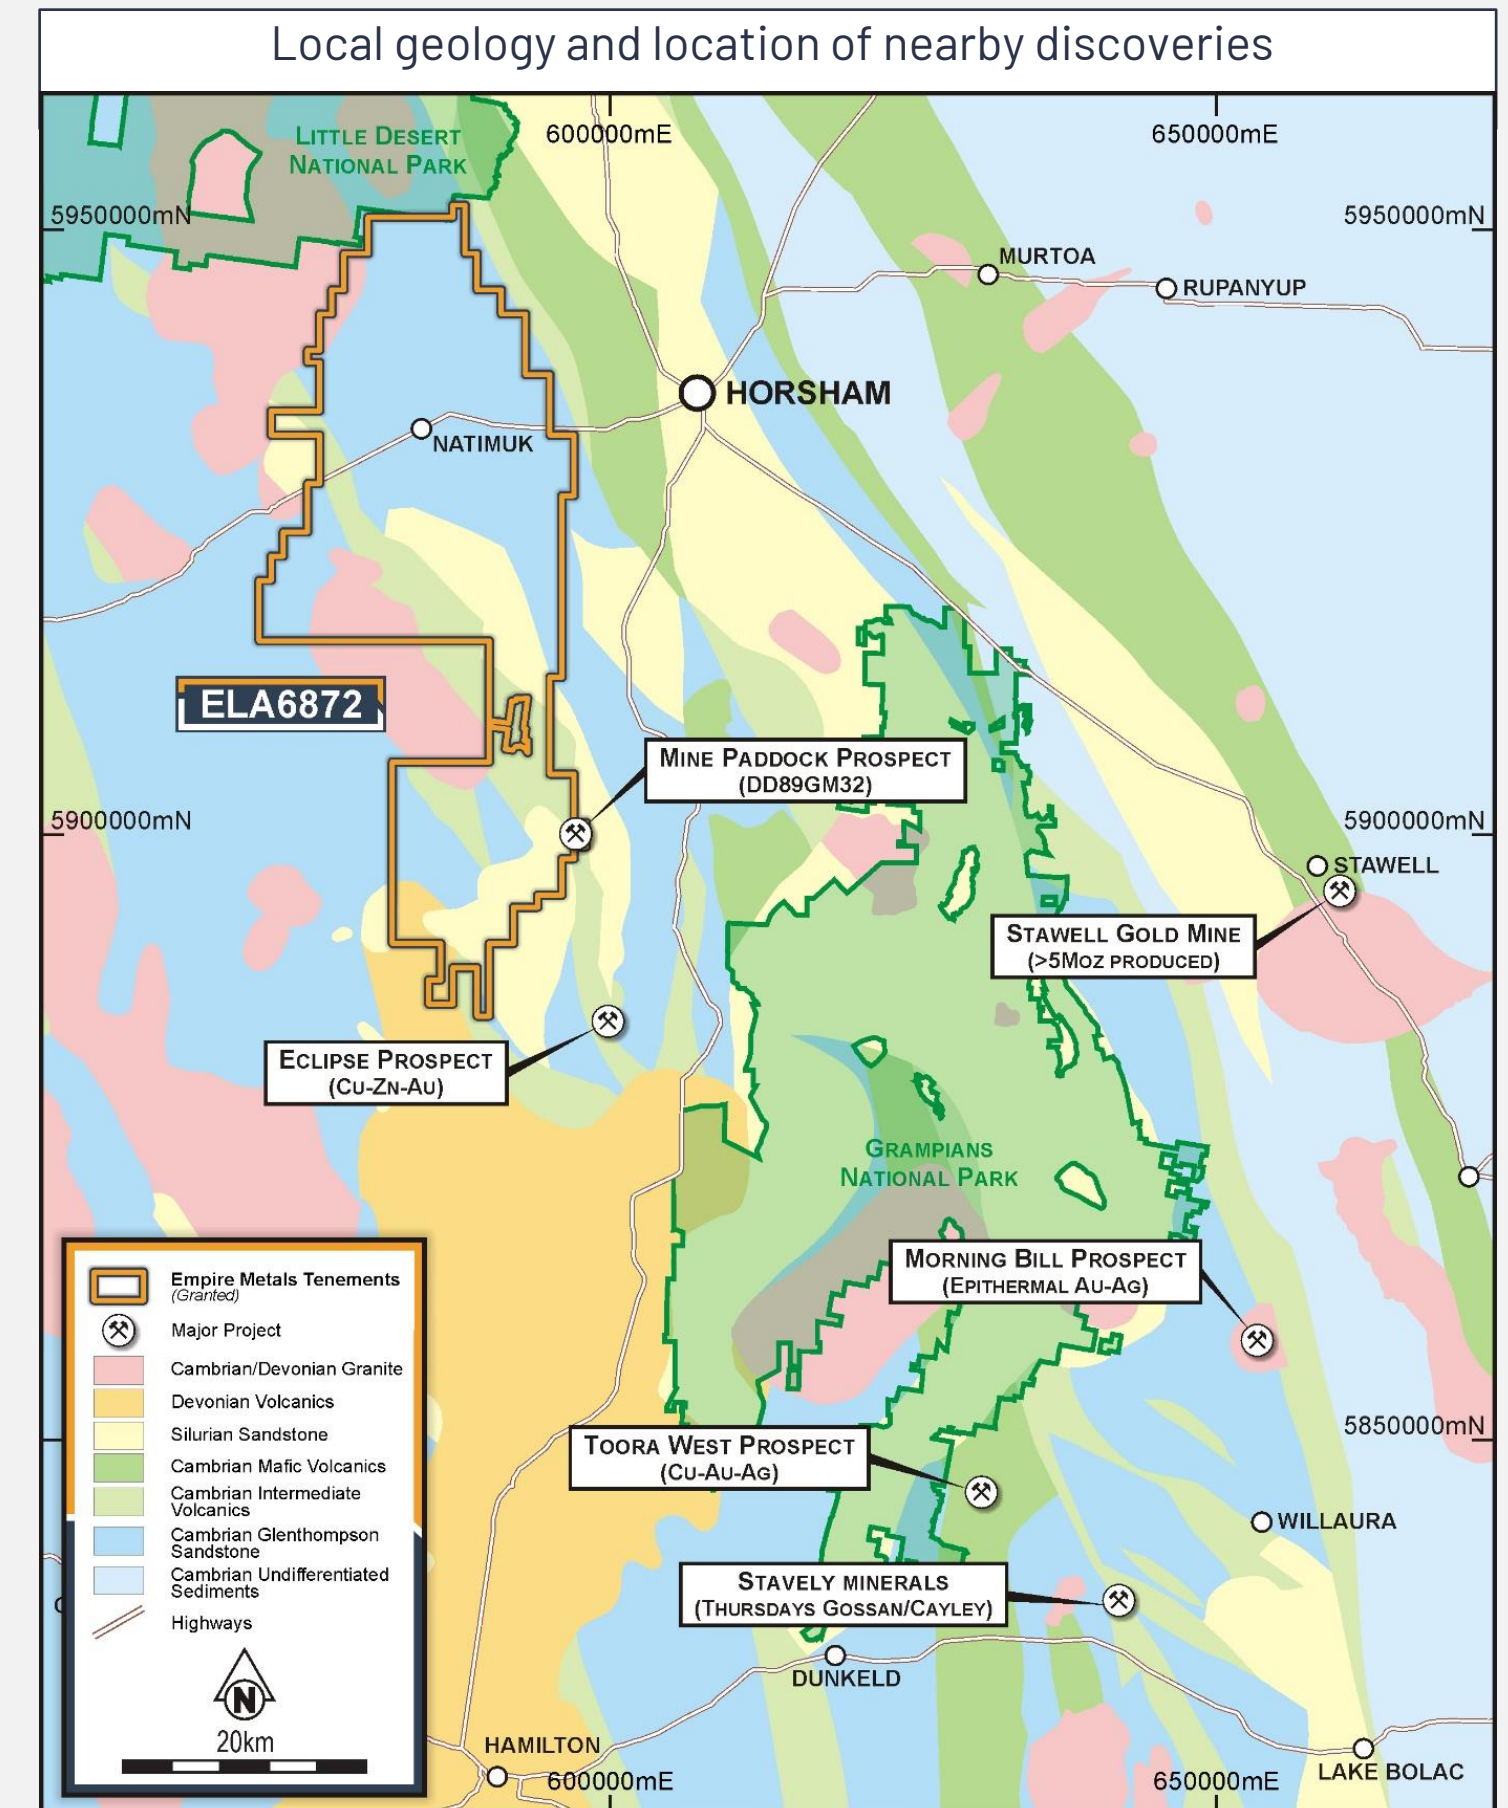 Local geology and location of nearby discoveries
LITTLE DESERT
NATIONAL PARK
600000mE
650000mE
5950000mN
5950000mN
MURTOA
RUPANYUP
HORSHAM
NATIMUK
ELA6872
MINE PADDOCK PROSPECT
(DD89GM32)
5900000mN
5900000mN
STAWELL
STAWELL GOLD MINE
(>5MOZ PRODUCED)
ECLIPSE PROSPECT
(CU-ZN-AU)
GRAMPIANS
NATIONAL PARK
MORNING BILL PROSPECT
(EPITHERMAL AU-AG)
5850000mN
TOORA WEST PROSPECT
(CU-AU-AG)
WILLAURA
STAVELY MINERALS
(THURSDAYS GOSSAN/CAYLEY)
DUNKELD
HAMILTON
LAKE BOLAC
600000mE
650000mE
Empire Metals Tenements
(Granted)
Major Project
Cambrian/Devonian Granite
Devonian Volcanics
Silurian Sandstone
Cambrian Mafic Volcanics
Cambrian Intermediate
Volcanics
Cambrian Glenthompson
Sandstone
Cambrian Undifferentiated
Sediments
Highways
N
20km